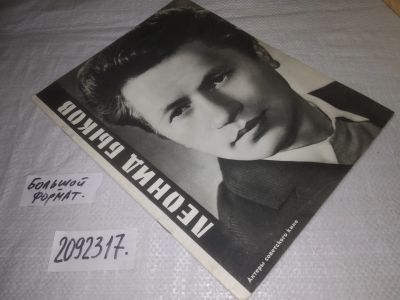 ЛЕОНИД БЫКОВ
Актеры советского кино
БОЛЬШОЙ
ФОРМАТ.
2092317.